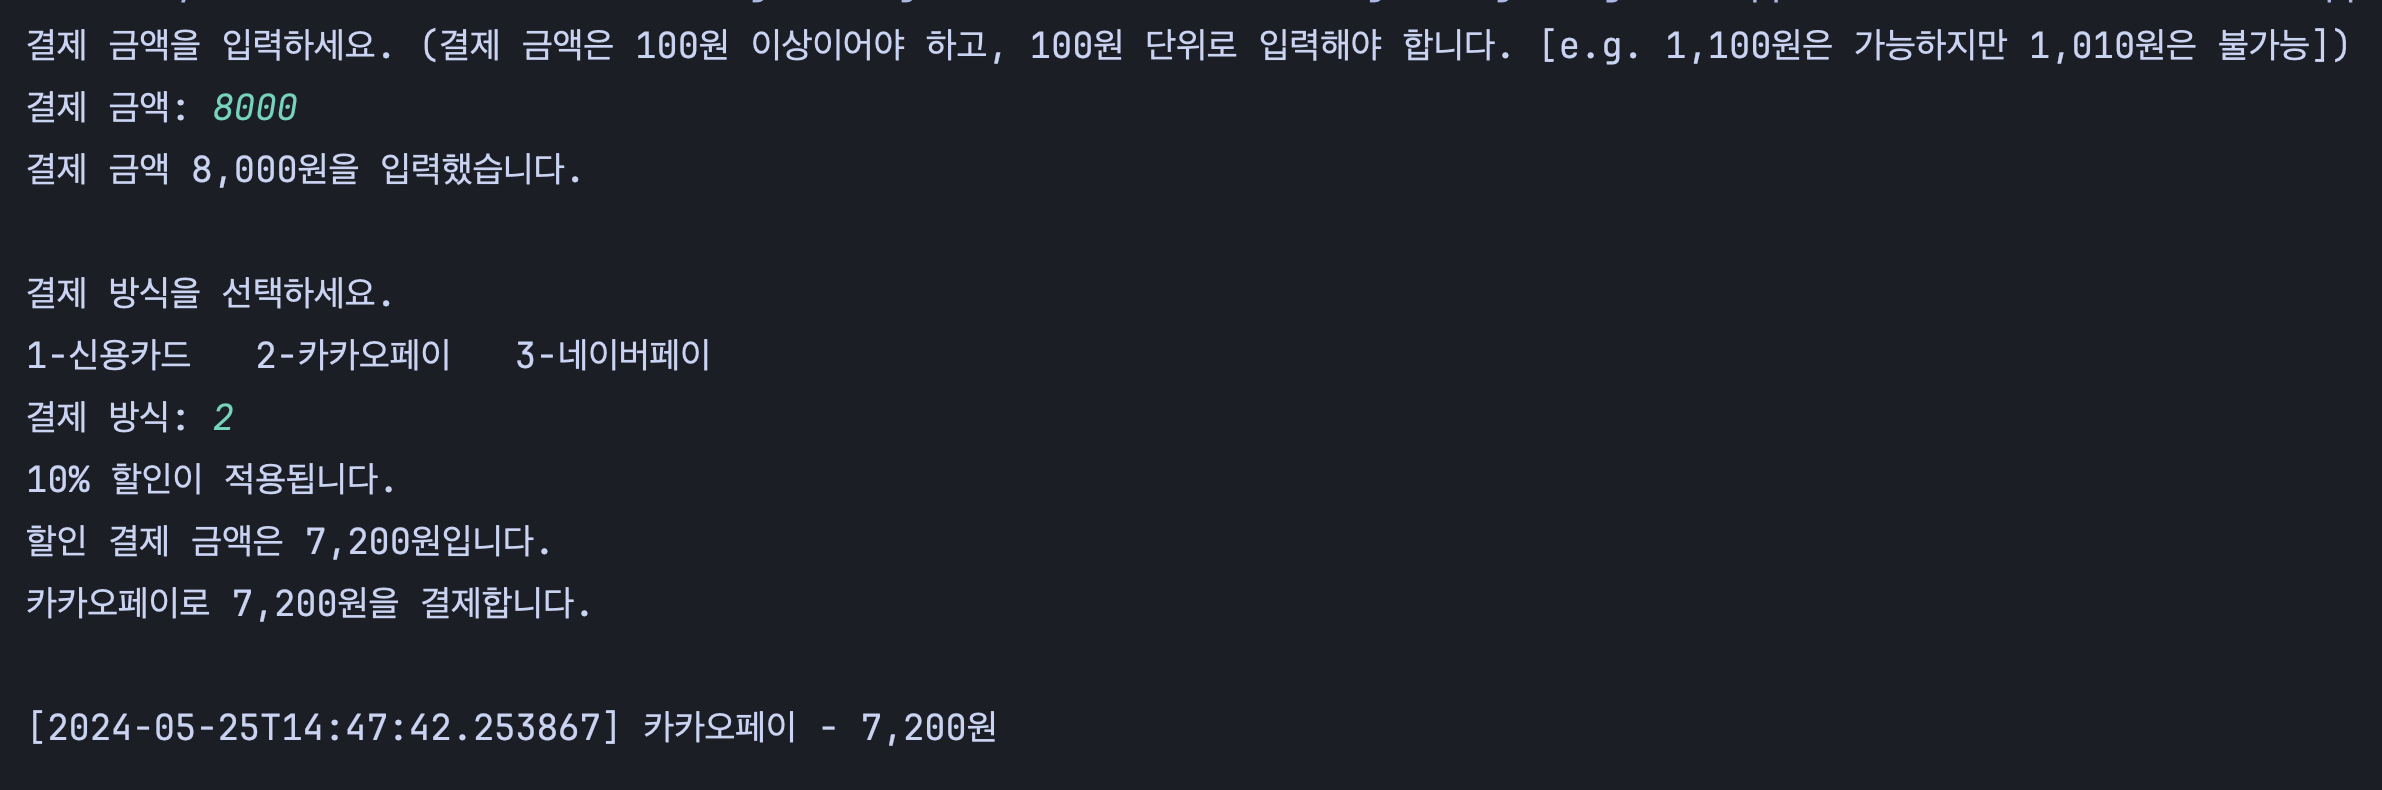 결제 금액을 입력하세요. (결제 금액은 100원 이상이어야 하고, 100원 단위로 입력해야 합니다. [e.g. 1,100원은 가능하지만 1,010원은 불가능])
결제 금액: 8000
결제 금액 8,000원을 입력했습니다.
결제 방식을 선택하세요.
1-신용카드   2-카카오페이   3-네이버페이
결제 방식: 2
10% 할인이 적용됩니다.
할인 결제 금액은 7,200원입니다.
카카오페이로 7,200원을 결제합니다.
[2024-05-25T14:47:42.253867] 카카오페이 - 7,200원